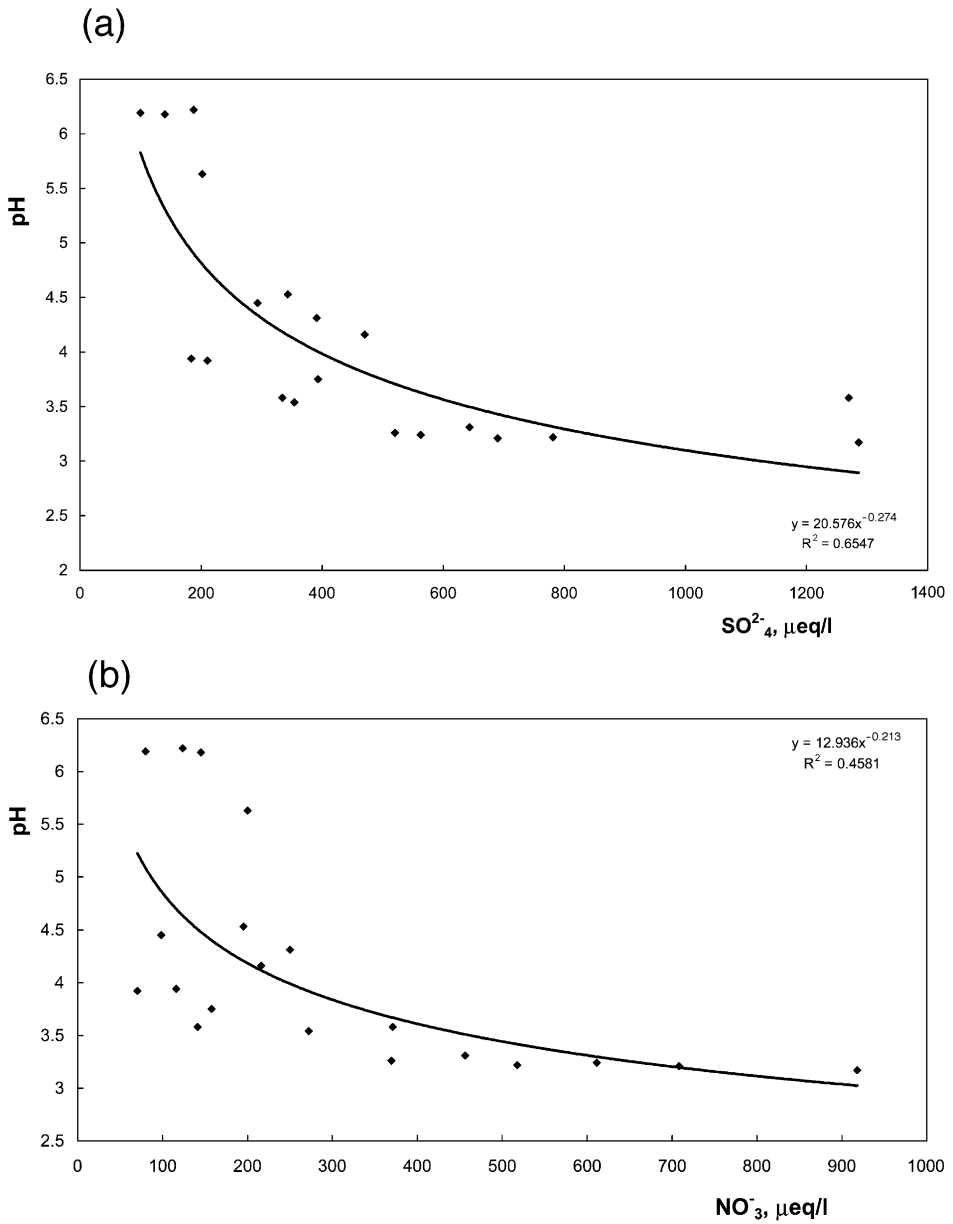 (a)
6.5
6
5.5
5
4.5
4
3.5
3
2.5
2
pH
0 200 400 600 800 1000 1200 1400
y = 20.576x^−0.274
R² = 0.6547
SO²⁻₄, μeq/l
(b)
6.5
6
5.5
5
4.5
4
3.5
3
2.5
pH
y = 12.936x^−0.213
R² = 0.4581
0 100 200 300 400 500 600 700 800 900 1000
NO⁻₃, μeq/l